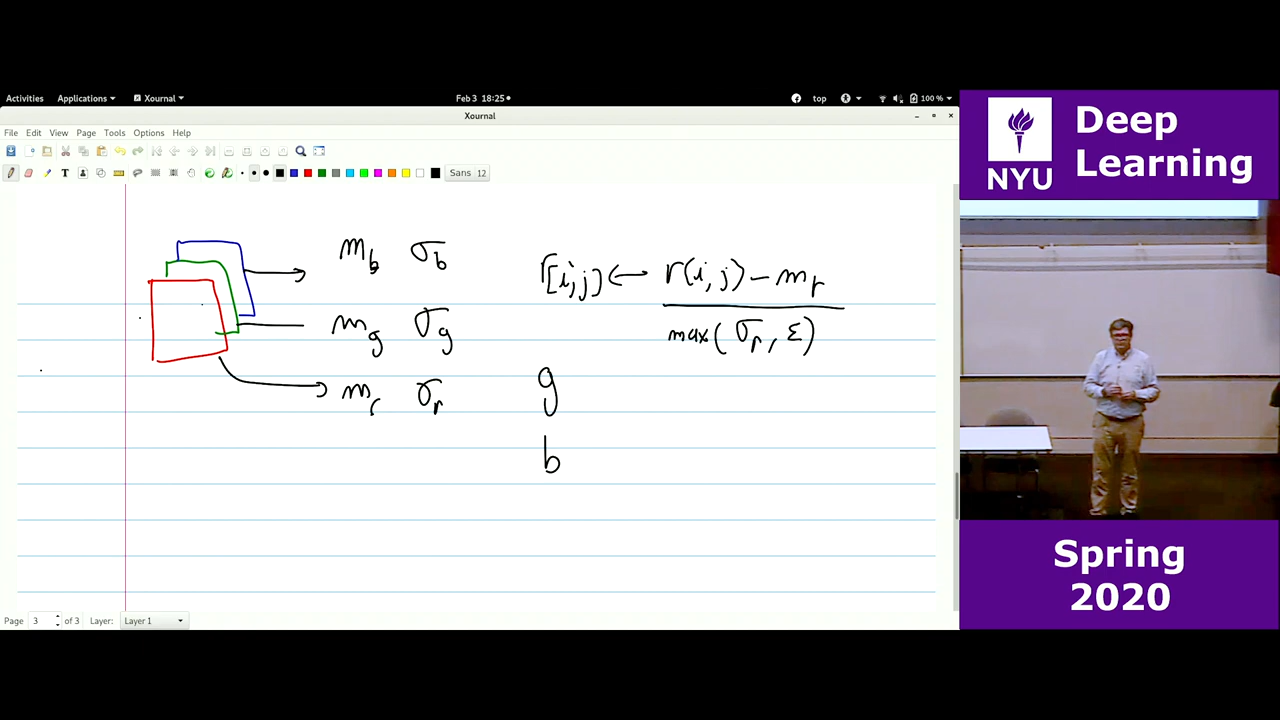 Activities Applications Xournal Feb 3 18:25 top 100 %
Xournal
File Edit View Page Tools Options Help
Sans 12
m_b σ_b
m_g σ_g
m_r σ_r
r[i,j] ← r(i,j) - m_r
max(σ_r, ε)
g
b
Page 3 of 3 Layer: Layer 1
NYU
Deep
Learning
Spring
2020